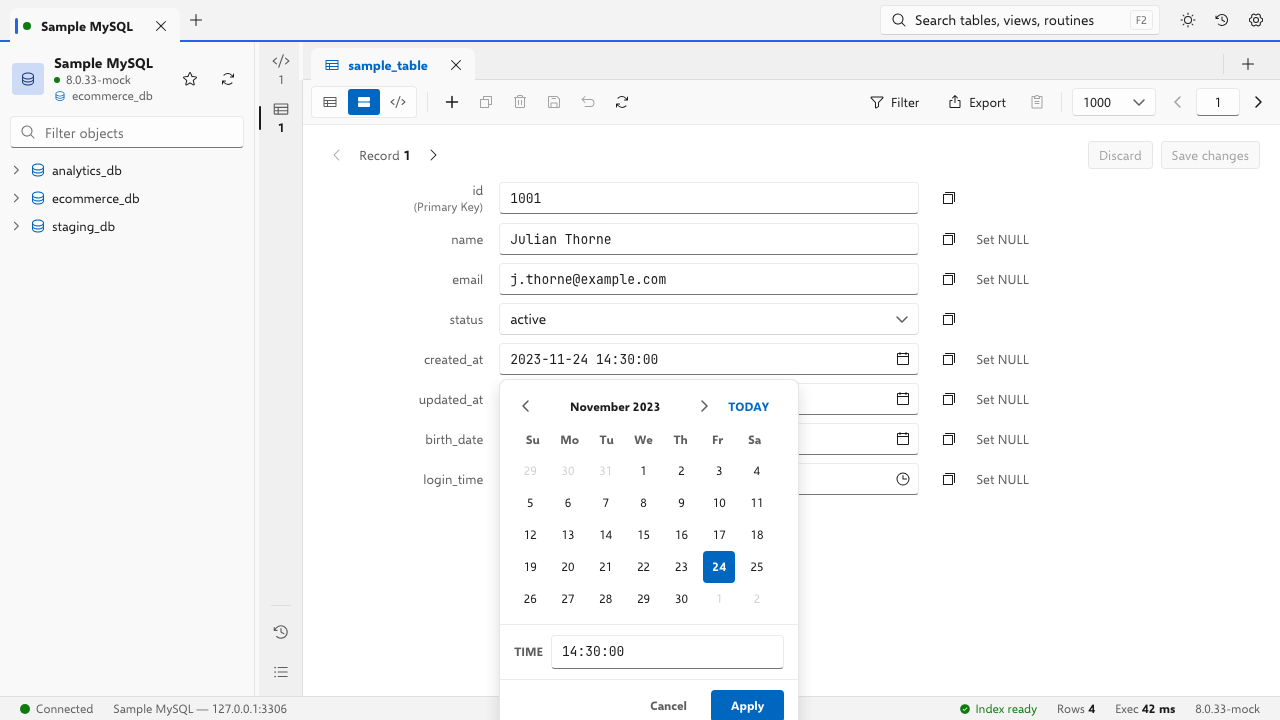 Sample MySQL
Search tables, views, routines
F2
Sample MySQL
8.0.33-mock
ecommerce_db
Filter objects
analytics_db
ecommerce_db
staging_db
</>
1
1
sample_table
</>
Filter
Export
1000
1
Record 1
Discard
Save changes
id
(Primary Key)
1001
name
Julian Thorne
Set NULL
email
j.thorne@example.com
Set NULL
status
active
created_at
2023-11-24 14:30:00
Set NULL
updated_at
Set NULL
birth_date
Set NULL
login_time
Set NULL
November 2023
TODAY
Su Mo Tu We Th Fr Sa
29 30 31 1 2 3 4
5 6 7 8 9 10 11
12 13 14 15 16 17 18
19 20 21 22 23 24 25
26 27 28 29 30 1 2
TIME
14:30:00
Cancel
Apply
Connected
Sample MySQL — 127.0.0.1:3306
Index ready
Rows 4
Exec 42 ms
8.0.33-mock